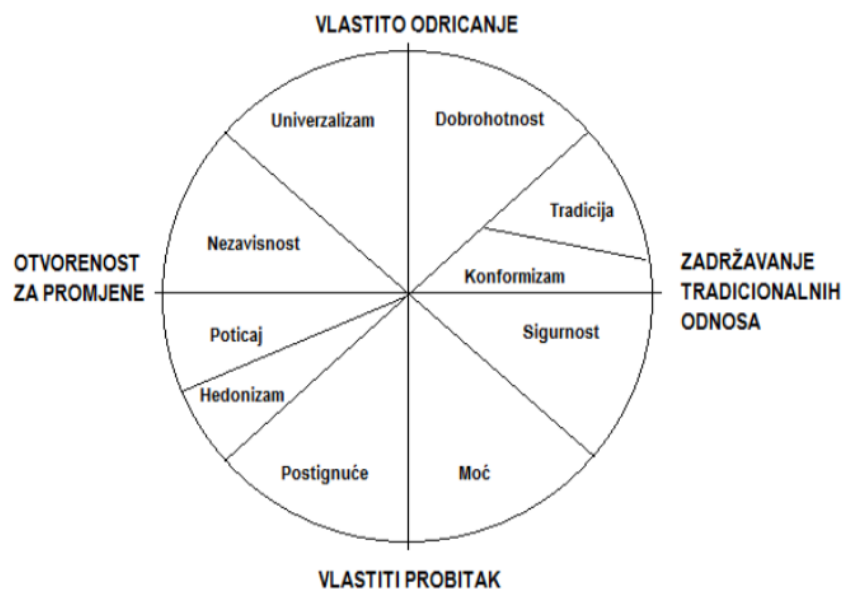 VLASTITO ODRICANJE
Univerzalizam
Dobrohotnost
Tradicija
Nezavisnost
Konformizam
OTVORENOST
ZA PROMJENE
ZADRŽAVANJE
TRADICIONALNIH
ODNOSA
Poticaj
Sigurnost
Hedonizam
Postignuće
Moć
VLASTITI PROBITAK